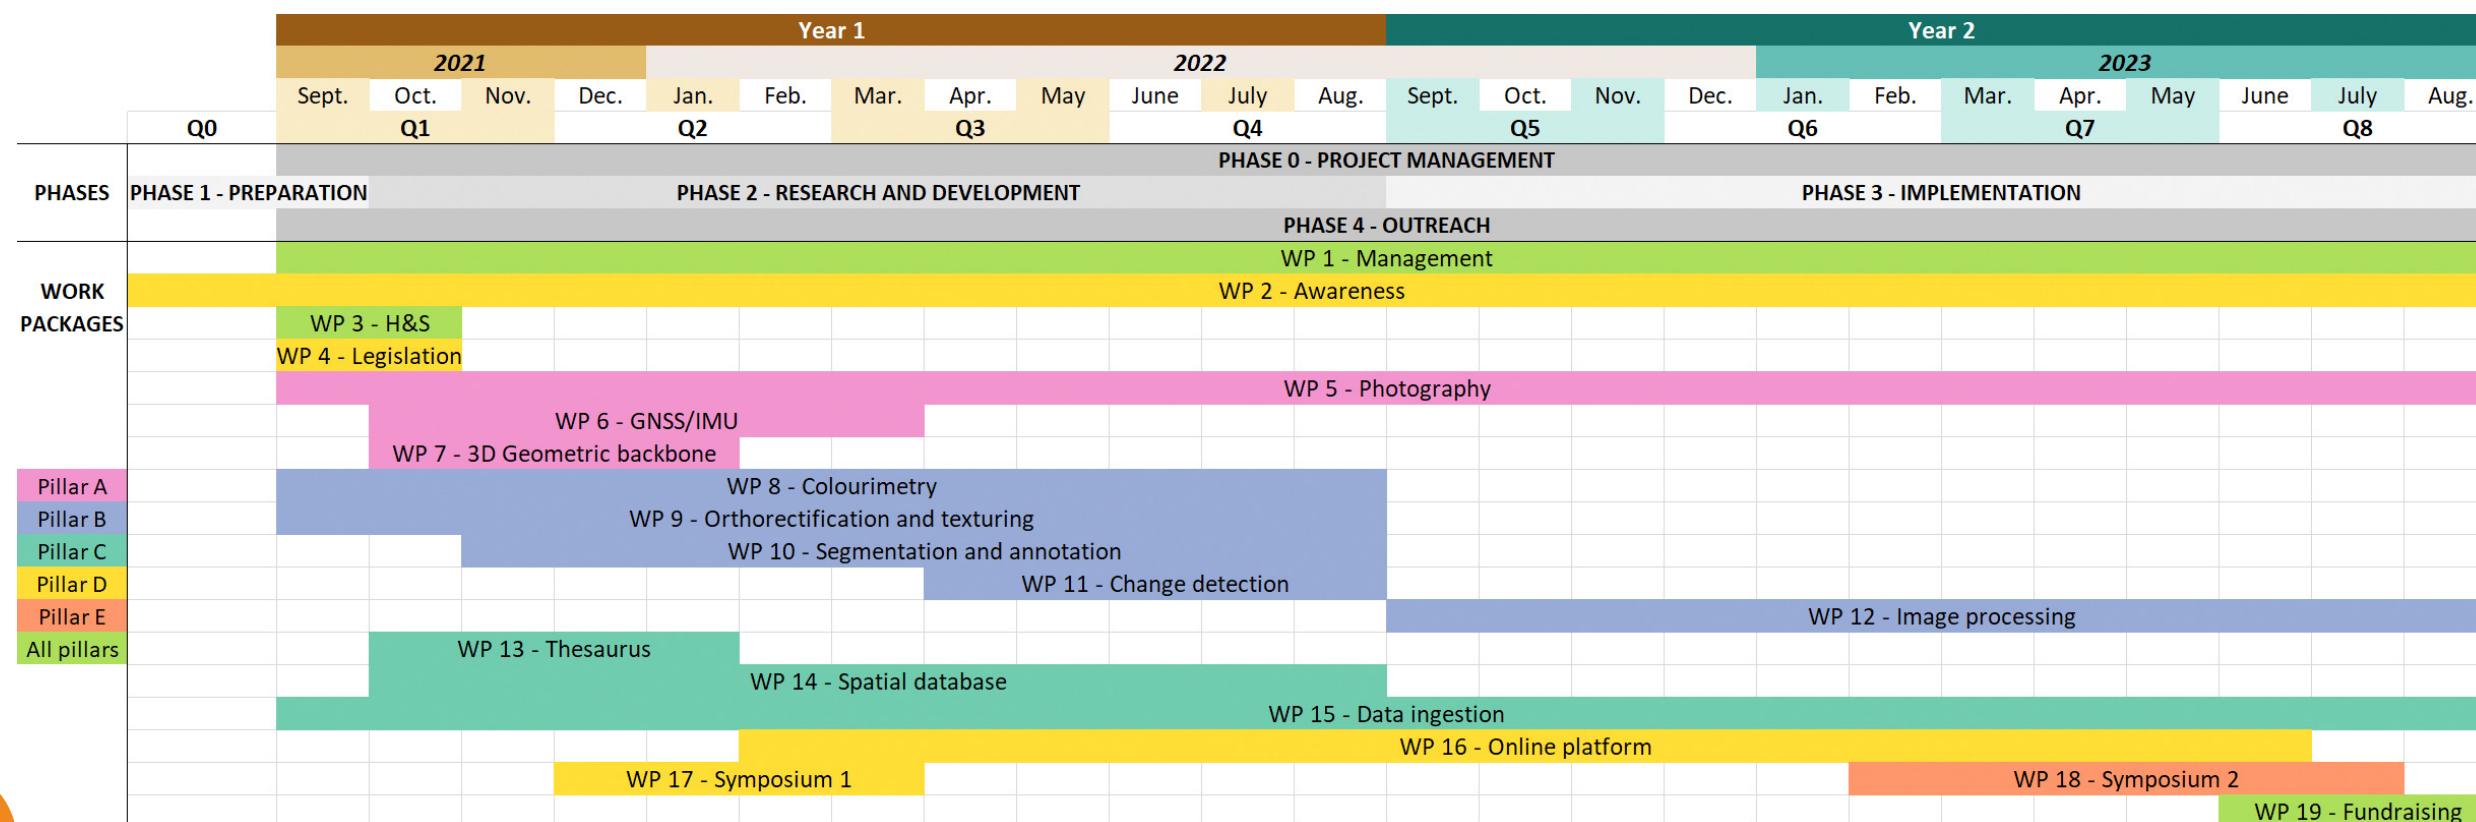 Year 1 Year 2
2021 2022 2023
Sept. Oct. Nov. Dec. Jan. Feb. Mar. Apr. May June July Aug. Sept. Oct. Nov. Dec. Jan. Feb. Mar. Apr. May June July Aug.
Q0 Q1 Q2 Q3 Q4 Q5 Q6 Q7 Q8
PHASE 0 - PROJECT MANAGEMENT
PHASES PHASE 1 - PREPARATION PHASE 2 - RESEARCH AND DEVELOPMENT PHASE 3 - IMPLEMENTATION
PHASE 4 - OUTREACH
WP 1 - Management
WORK WP 2 - Awareness
PACKAGES WP 3 - H&S
WP 4 - Legislation
WP 5 - Photography
WP 6 - GNSS/IMU
WP 7 - 3D Geometric backbone
Pillar A WP 8 - Colourimetry
Pillar B WP 9 - Orthorectification and texturing
Pillar C WP 10 - Segmentation and annotation
Pillar D WP 11 - Change detection
Pillar E WP 12 - Image processing
All pillars WP 13 - Thesaurus
WP 14 - Spatial database
WP 15 - Data ingestion
WP 16 - Online platform
WP 17 - Symposium 1 WP 18 - Symposium 2
WP 19 - Fundraising